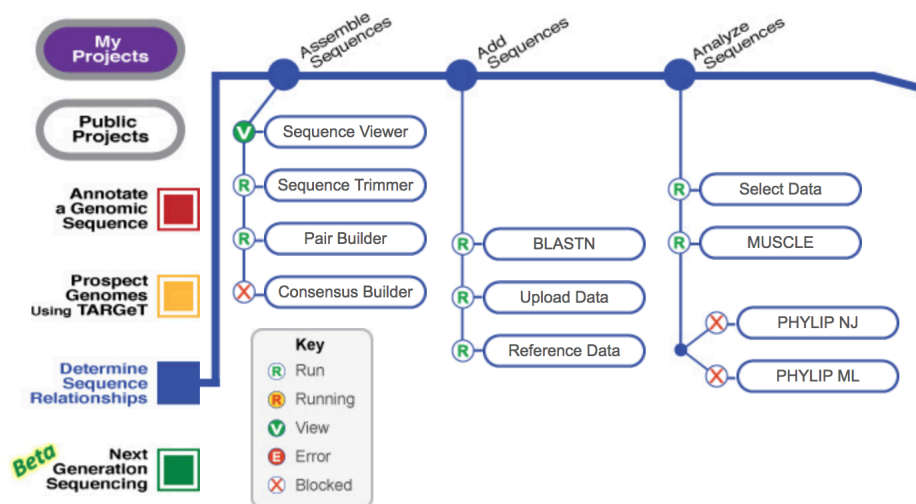 My
Projects
Public
Projects
Annotate
a Genomic
Sequence
Prospect
Genomes
Using TARGeT
Determine
Sequence
Relationships
Beta
Next
Generation
Sequencing
Assemble
Sequences
V Sequence Viewer
R Sequence Trimmer
R Pair Builder
X Consensus Builder
Key
R Run
R Running
V View
E Error
X Blocked
Add
Sequences
R BLASTN
R Upload Data
R Reference Data
Analyze
Sequences
R Select Data
R MUSCLE
X PHYLIP NJ
X PHYLIP ML